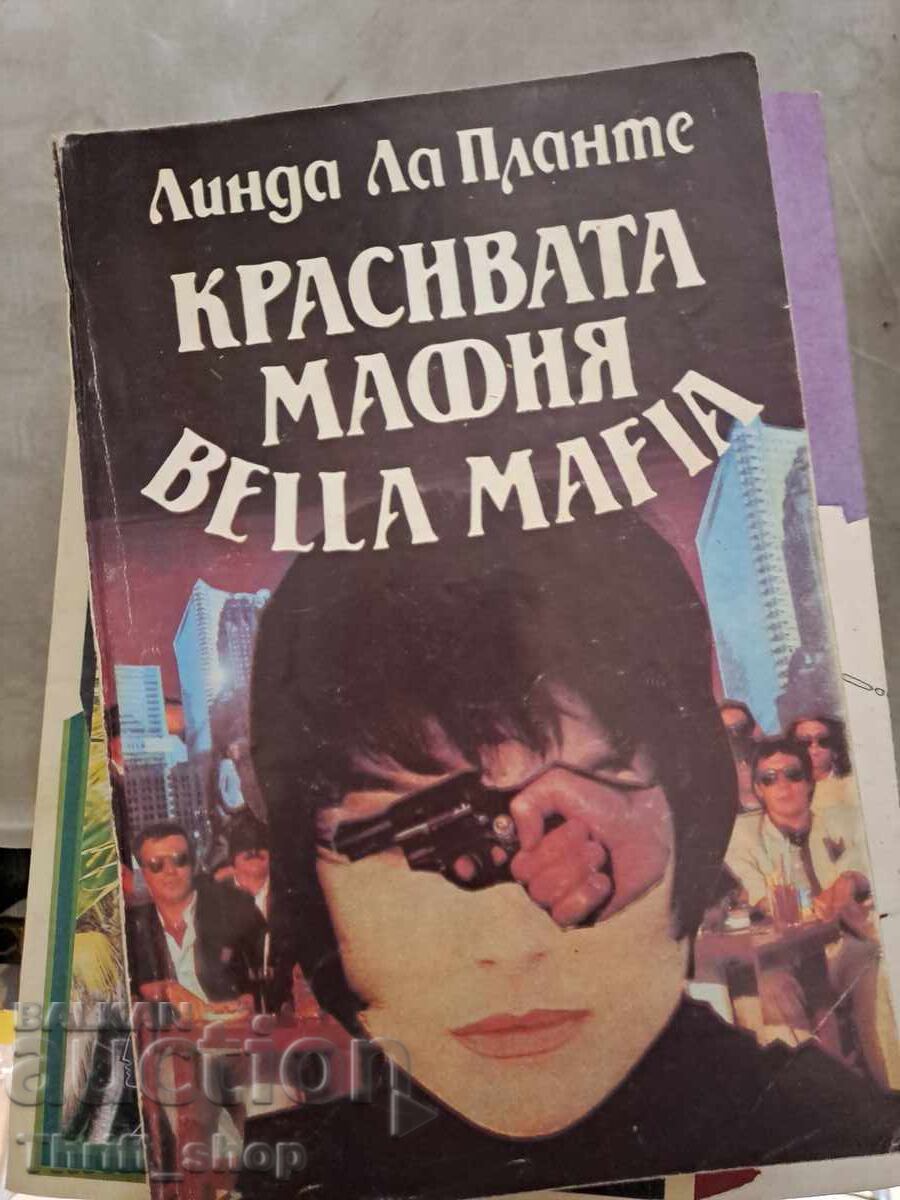 Линда Ла Планте
КРАСИВАТА
МАФИЯ
BELLA MAFIA
BALKAN
auction
Thrift_shop